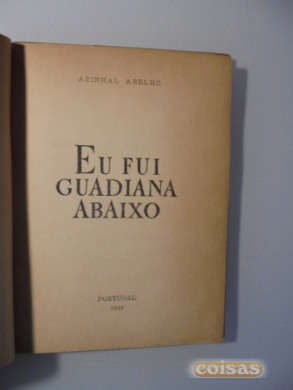 AZINHAL ABELHO
EU FUI
GUADIANA
ABAIXO
PORTUGAL
coisas